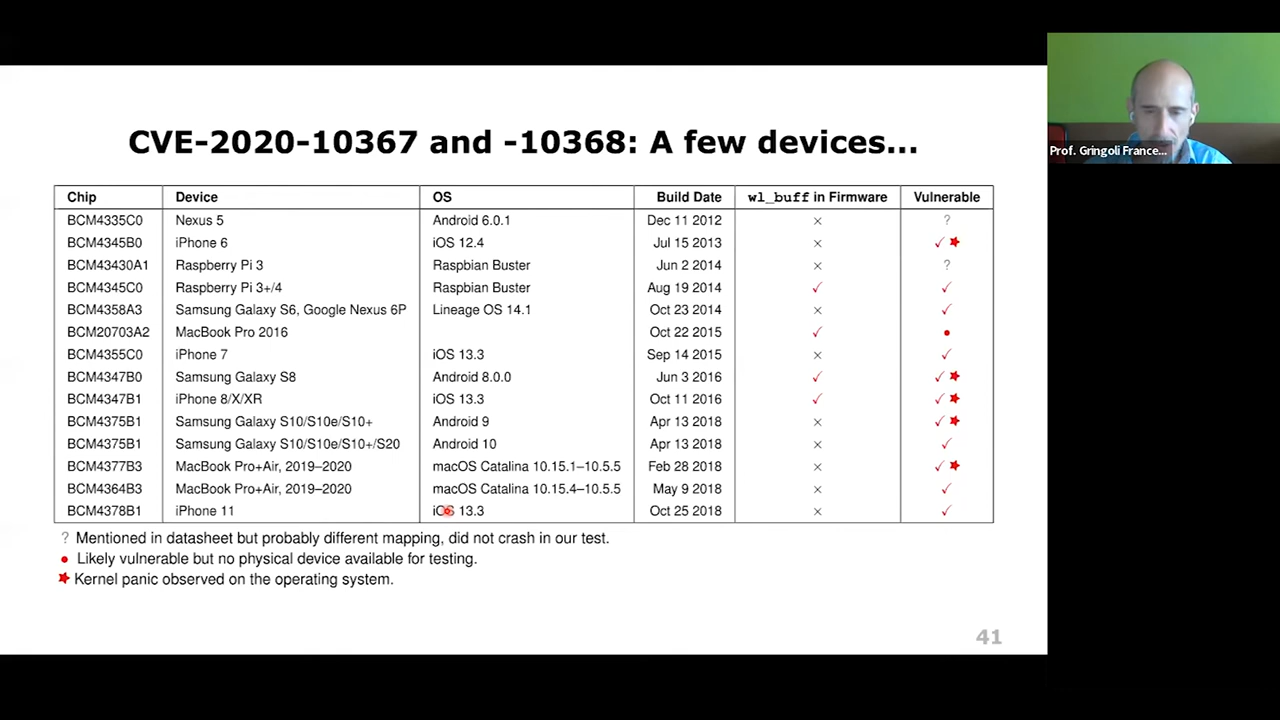 CVE-2020-10367 and -10368: A few devices...
Chip Device OS Build Date wl_buff in Firmware Vulnerable
BCM4335C0 Nexus 5 Android 6.0.1 Dec 11 2012 × ?
BCM4345B0 iPhone 6 iOS 12.4 Jul 15 2013 × ✓ ★
BCM43430A1 Raspberry Pi 3 Raspbian Buster Jun 2 2014 × ?
BCM4345C0 Raspberry Pi 3+/4 Raspbian Buster Aug 19 2014 ✓ ✓
BCM4358A3 Samsung Galaxy S6, Google Nexus 6P Lineage OS 14.1 Oct 23 2014 × ✓
BCM20703A2 MacBook Pro 2016 Oct 22 2015 ✓ •
BCM4355C0 iPhone 7 iOS 13.3 Sep 14 2015 × ✓
BCM4347B0 Samsung Galaxy S8 Android 8.0.0 Jun 3 2016 ✓ ✓ ★
BCM4347B1 iPhone 8/X/XR iOS 13.3 Oct 11 2016 ✓ ✓ ★
BCM4375B1 Samsung Galaxy S10/S10e/S10+ Android 9 Apr 13 2018 × ✓ ★
BCM4375B1 Samsung Galaxy S10/S10e/S10+/S20 Android 10 Apr 13 2018 × ✓
BCM4377B3 MacBook Pro+Air, 2019–2020 macOS Catalina 10.15.1–10.5.5 Feb 28 2018 × ✓ ★
BCM4364B3 MacBook Pro+Air, 2019–2020 macOS Catalina 10.15.4–10.5.5 May 9 2018 × ✓
BCM4378B1 iPhone 11 iOS 13.3 Oct 25 2018 × ✓
? Mentioned in datasheet but probably different mapping, did not crash in our test.
• Likely vulnerable but no physical device available for testing.
★ Kernel panic observed on the operating system.
41
Prof. Gringoli France...